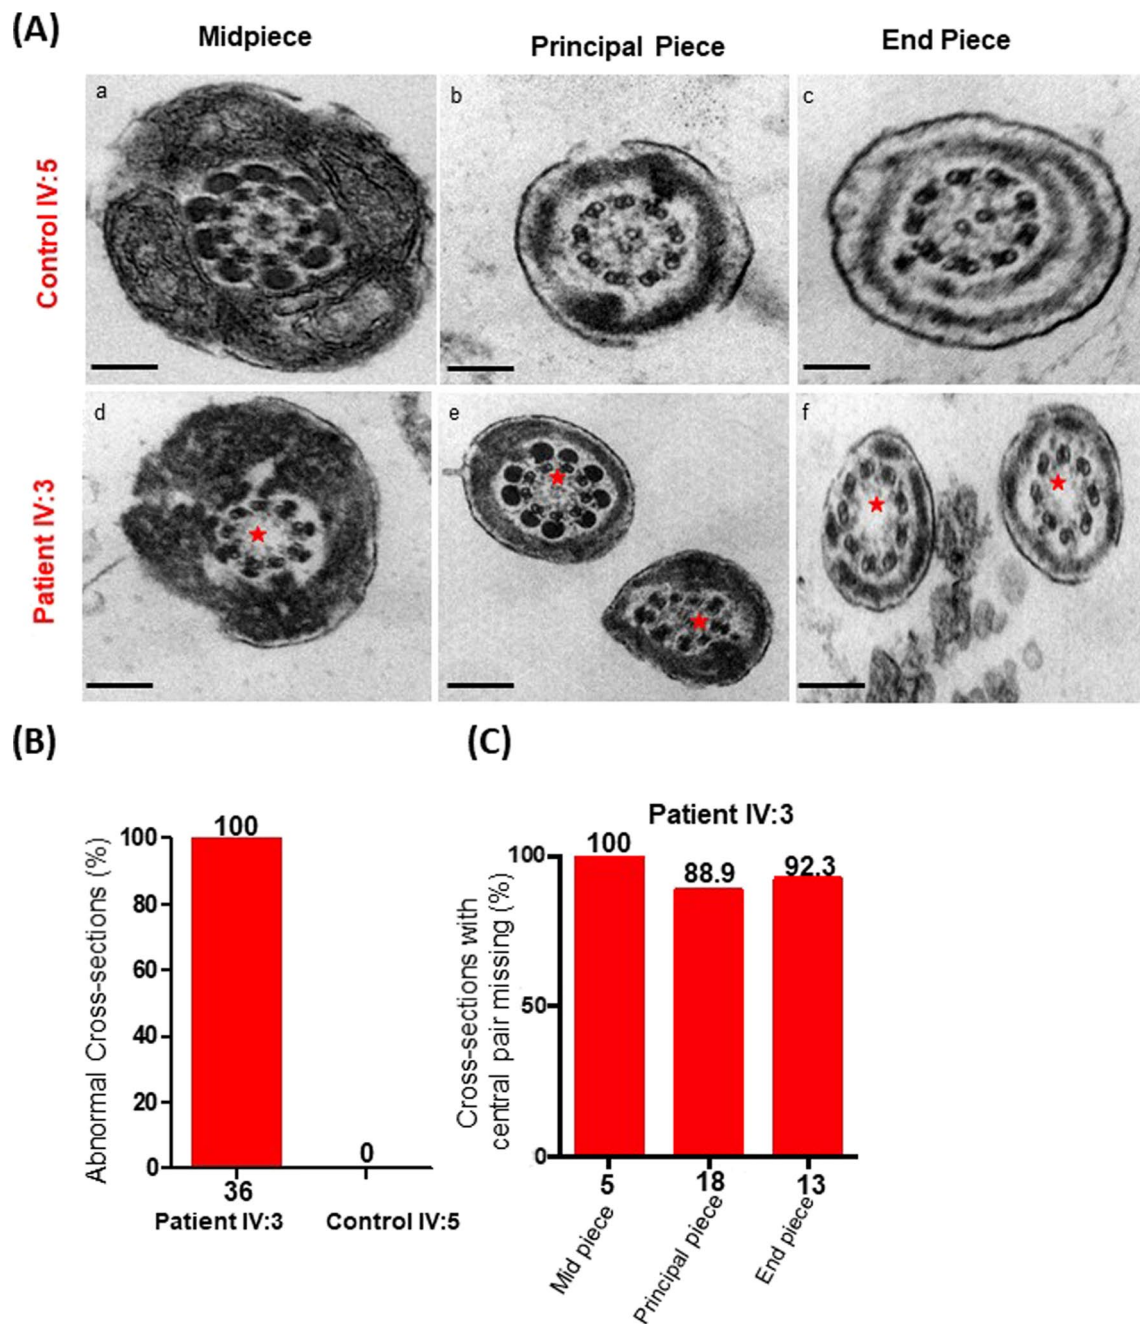 (A)
Midpiece
Principal Piece
End Piece
Control IV:5
a
b
c
Patient IV:3
d
e
f
(B)
100
100
80
60
40
20
0
0
Abnormal Cross-sections (%)
36
Patient IV:3
Control IV:5
(C)
Patient IV:3
100
50
0
Cross-sections with
central pair missing (%)
100
88.9
92.3
5
18
13
Mid piece
Principal piece
End piece